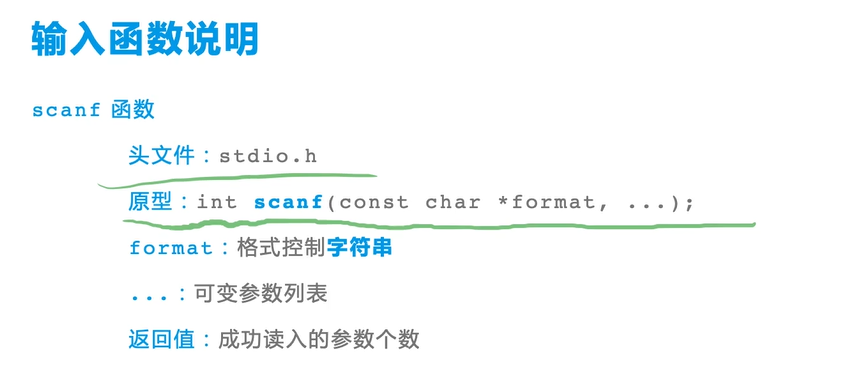 输入函数说明
scanf 函数
头文件：stdio.h
原型：int scanf(const char *format, ...);
format：格式控制字符串
...：可变参数列表
返回值：成功读入的参数个数